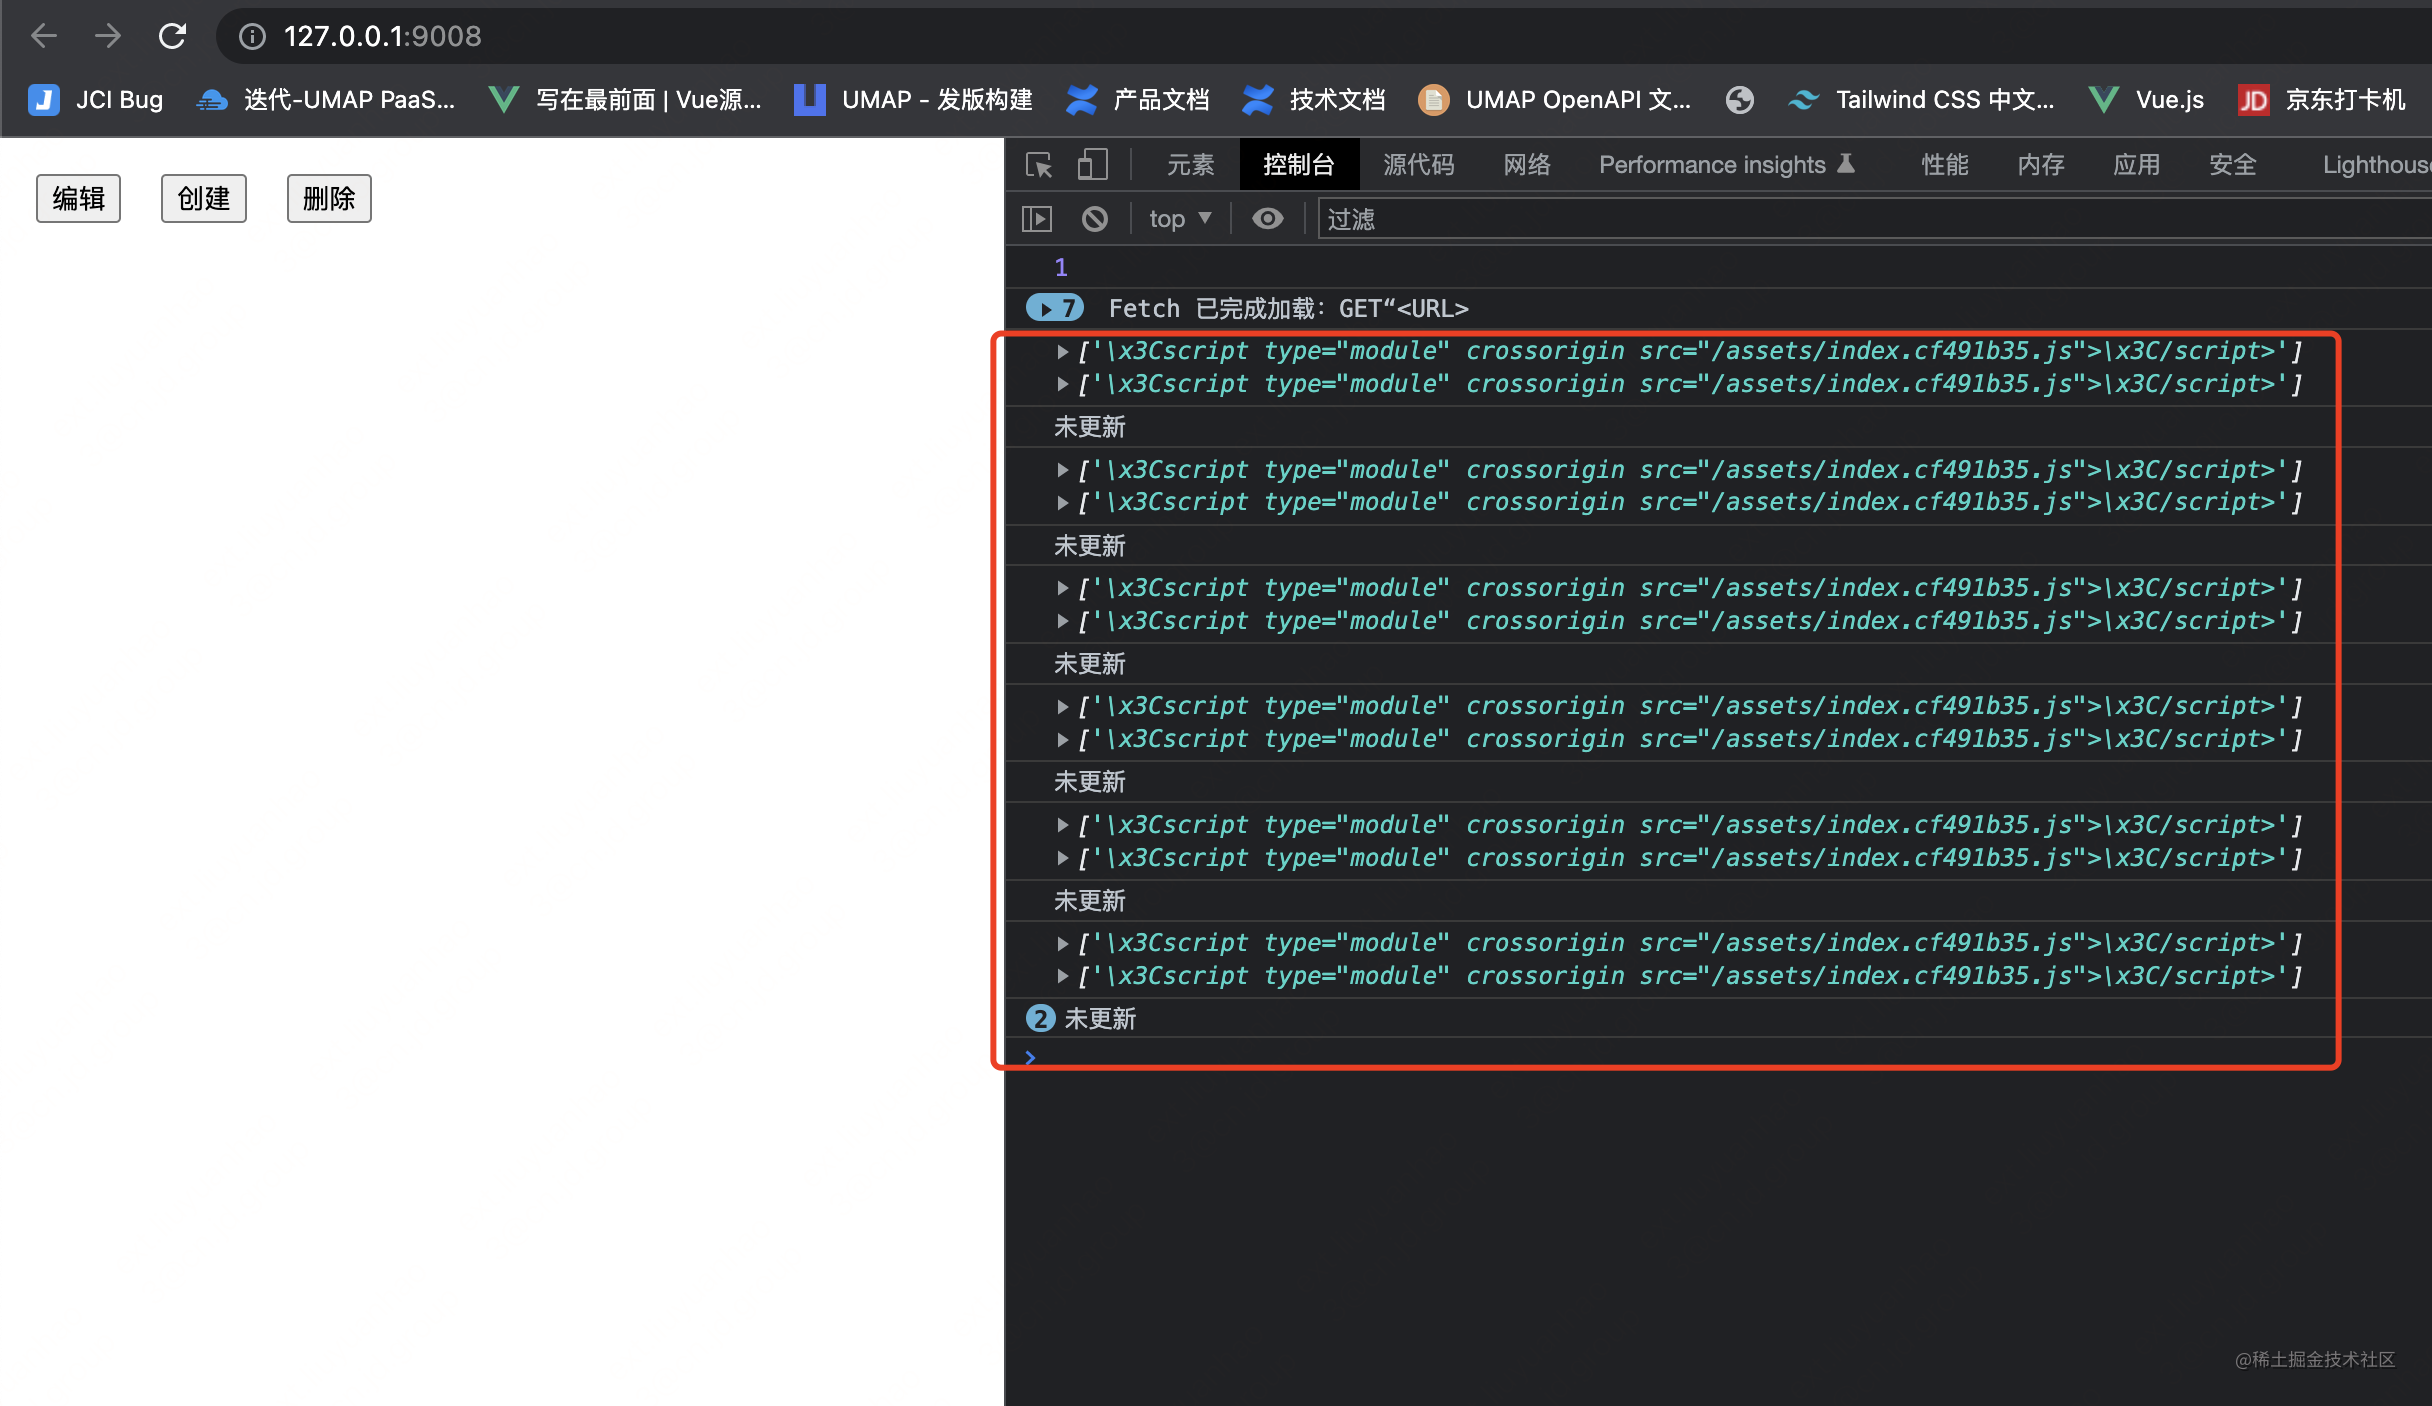 127.0.0.1:9008
JCI Bug 迭代-UMAP PaaS... 写在最前面 | Vue源... UMAP - 发版构建 产品文档 技术文档 UMAP OpenAPI 文... Tailwind CSS 中文... Vue.js JD 京东打卡机
编辑 创建 删除
元素 控制台 源代码 网络 Performance insights 性能 内存 应用 安全 Lighthous
top 过滤
1
7 Fetch 已完成加载：GET“<URL>
['\x3Cscript type="module" crossorigin src="/assets/index.cf491b35.js">\x3C/script>']
['\x3Cscript type="module" crossorigin src="/assets/index.cf491b35.js">\x3C/script>']
未更新
['\x3Cscript type="module" crossorigin src="/assets/index.cf491b35.js">\x3C/script>']
['\x3Cscript type="module" crossorigin src="/assets/index.cf491b35.js">\x3C/script>']
未更新
['\x3Cscript type="module" crossorigin src="/assets/index.cf491b35.js">\x3C/script>']
['\x3Cscript type="module" crossorigin src="/assets/index.cf491b35.js">\x3C/script>']
未更新
['\x3Cscript type="module" crossorigin src="/assets/index.cf491b35.js">\x3C/script>']
['\x3Cscript type="module" crossorigin src="/assets/index.cf491b35.js">\x3C/script>']
未更新
['\x3Cscript type="module" crossorigin src="/assets/index.cf491b35.js">\x3C/script>']
['\x3Cscript type="module" crossorigin src="/assets/index.cf491b35.js">\x3C/script>']
未更新
['\x3Cscript type="module" crossorigin src="/assets/index.cf491b35.js">\x3C/script>']
['\x3Cscript type="module" crossorigin src="/assets/index.cf491b35.js">\x3C/script>']
2 未更新
@稀土掘金技术社区